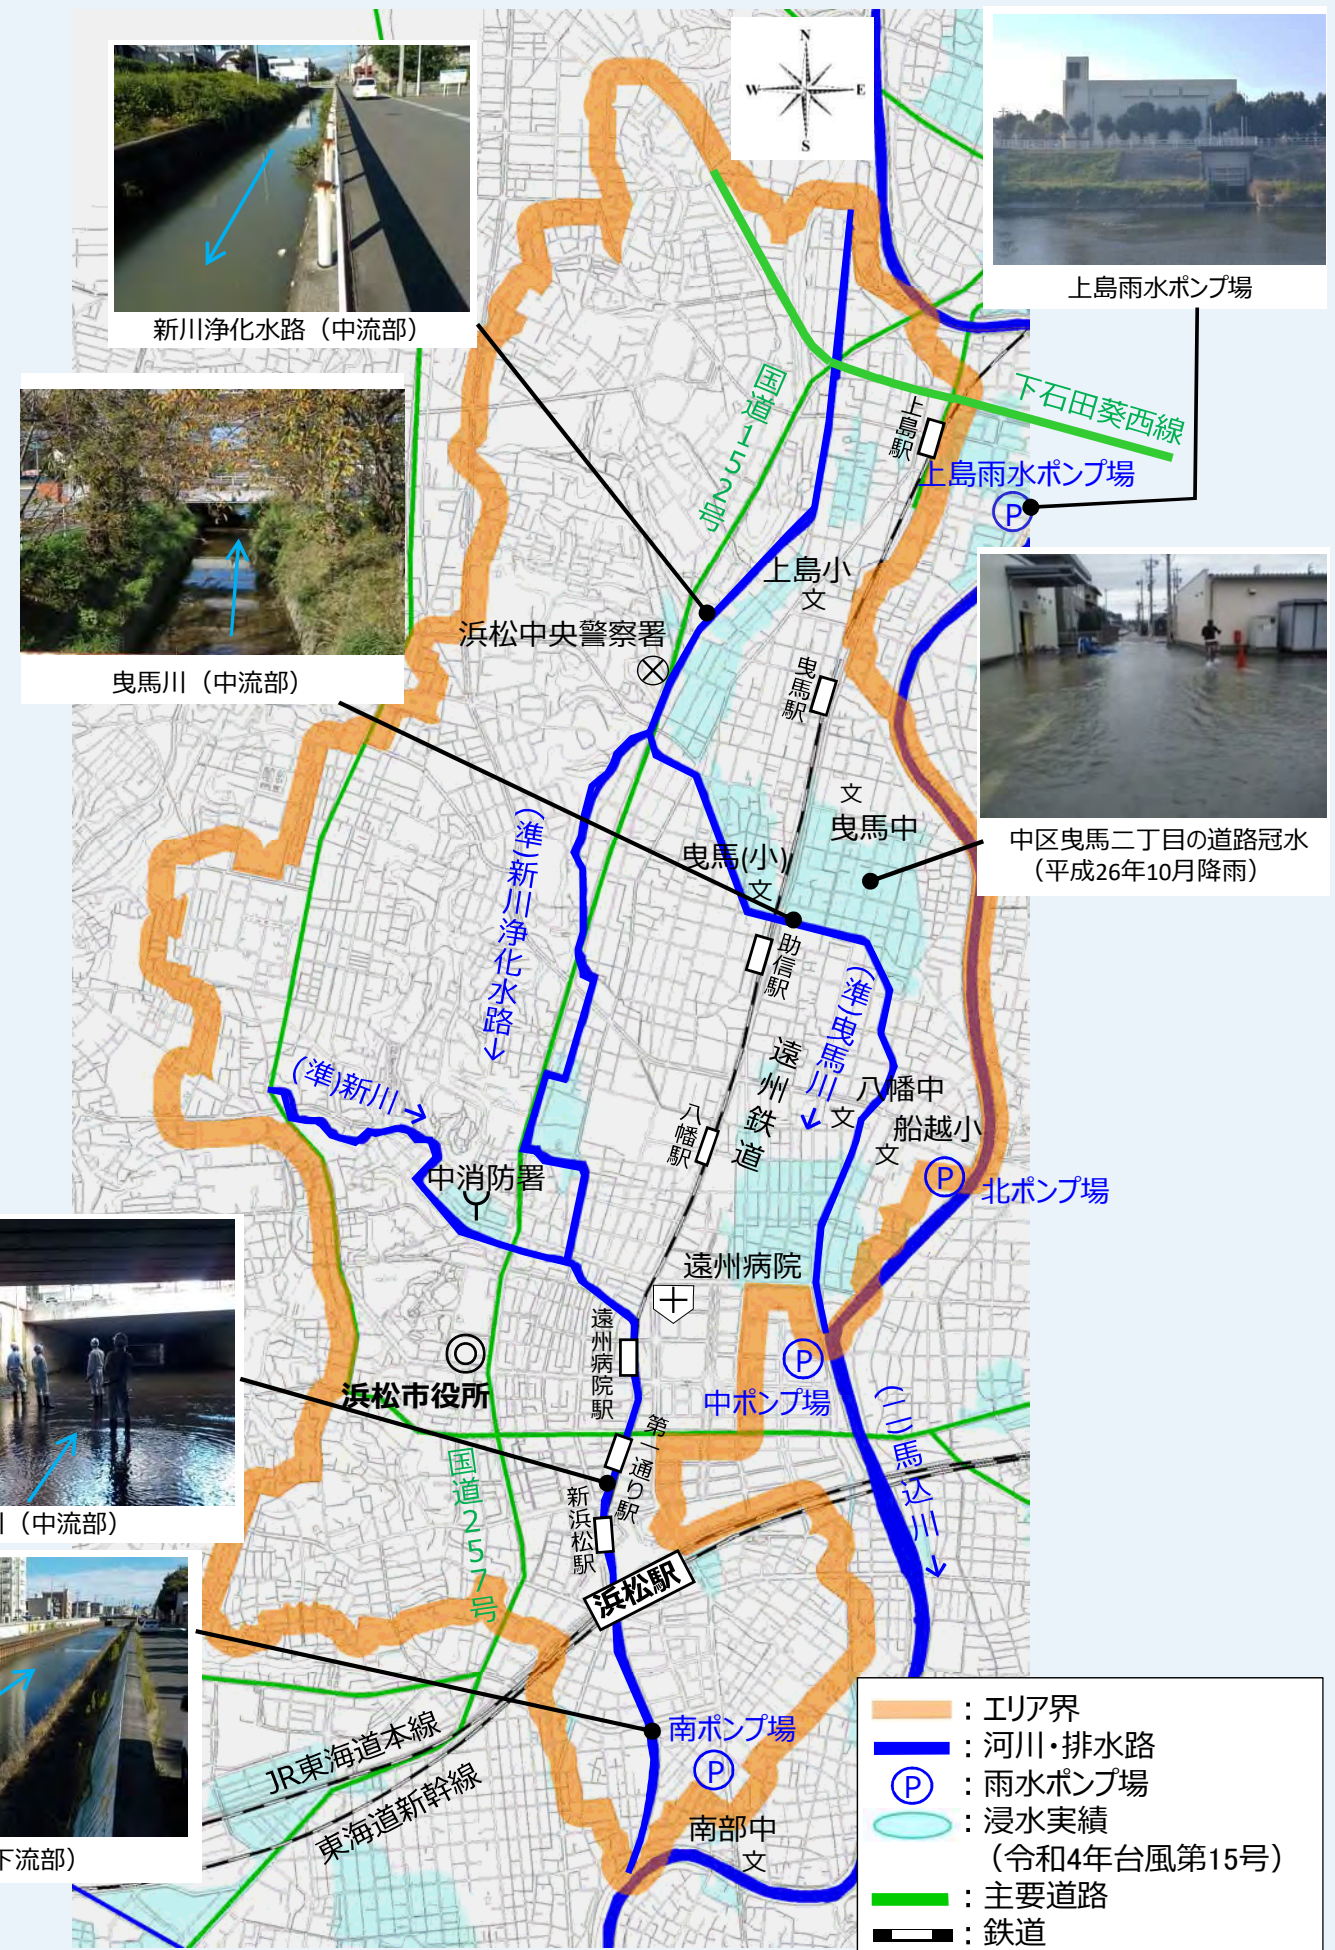 N
W
E
S
新川浄化水路（中流部）
上島雨水ポンプ場
曳馬川（中流部）
国道152号
上島駅
下石田葵西線
上島雨水ポンプ場
P
上島小
文
浜松中央警察署
曳馬駅
文
曳馬中
曳馬(小)
文
中区曳馬二丁目の道路冠水
（平成26年10月降雨）
(準)新川浄化水路→
助信駅
(準)曳馬川→
遠州鉄道
(準)新川→
八幡駅
八幡中
文
船越小
文
P
北ポンプ場
中消防署
遠州病院
遠州病院駅
P
中ポンプ場
浜松市役所
(二)馬込川→
国道257号
第一通り駅
新浜松駅
川（中流部）
浜松駅
下流部）
南ポンプ場
P
JR東海道本線
東海道新幹線
南部中
文
：エリア界
：河川・排水路
P：雨水ポンプ場
：浸水実績
（令和4年台風第15号）
：主要道路
：鉄道